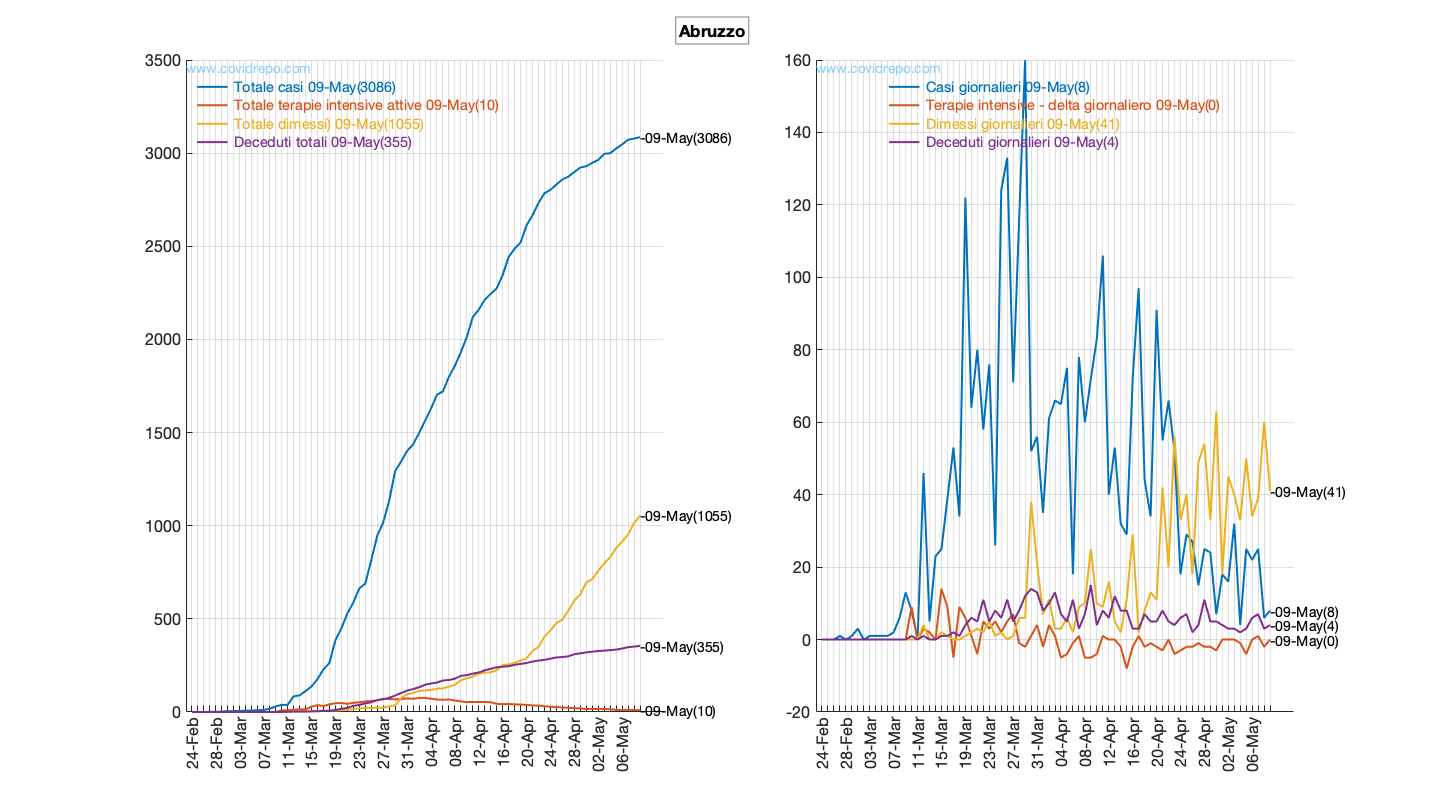 Abruzzo
www.covidrepo.com
Totale casi 09-May(3086)
Totale terapie intensive attive 09-May(10)
Totale dimessi) 09-May(1055)
Deceduti totali 09-May(355)
3500
3000
2500
2000
1500
1000
500
0
-09-May(3086)
-09-May(1055)
-09-May(355)
-09-May(10)
24-Feb
28-Feb
03-Mar
07-Mar
11-Mar
15-Mar
19-Mar
23-Mar
27-Mar
31-Mar
04-Apr
08-Apr
12-Apr
16-Apr
20-Apr
24-Apr
28-Apr
02-May
06-May
www.covidrepo.com
Casi giornalieri 09-May(8)
Terapie intensive - delta giornaliero 09-May(0)
Dimessi giornalieri 09-May(41)
Deceduti giornalieri 09-May(4)
160
140
120
100
80
60
40
20
0
-20
-09-May(41)
-09-May(8)
-09-May(4)
-09-May(0)
24-Feb
28-Feb
03-Mar
07-Mar
11-Mar
15-Mar
19-Mar
23-Mar
27-Mar
31-Mar
04-Apr
08-Apr
12-Apr
16-Apr
20-Apr
24-Apr
28-Apr
02-May
06-May